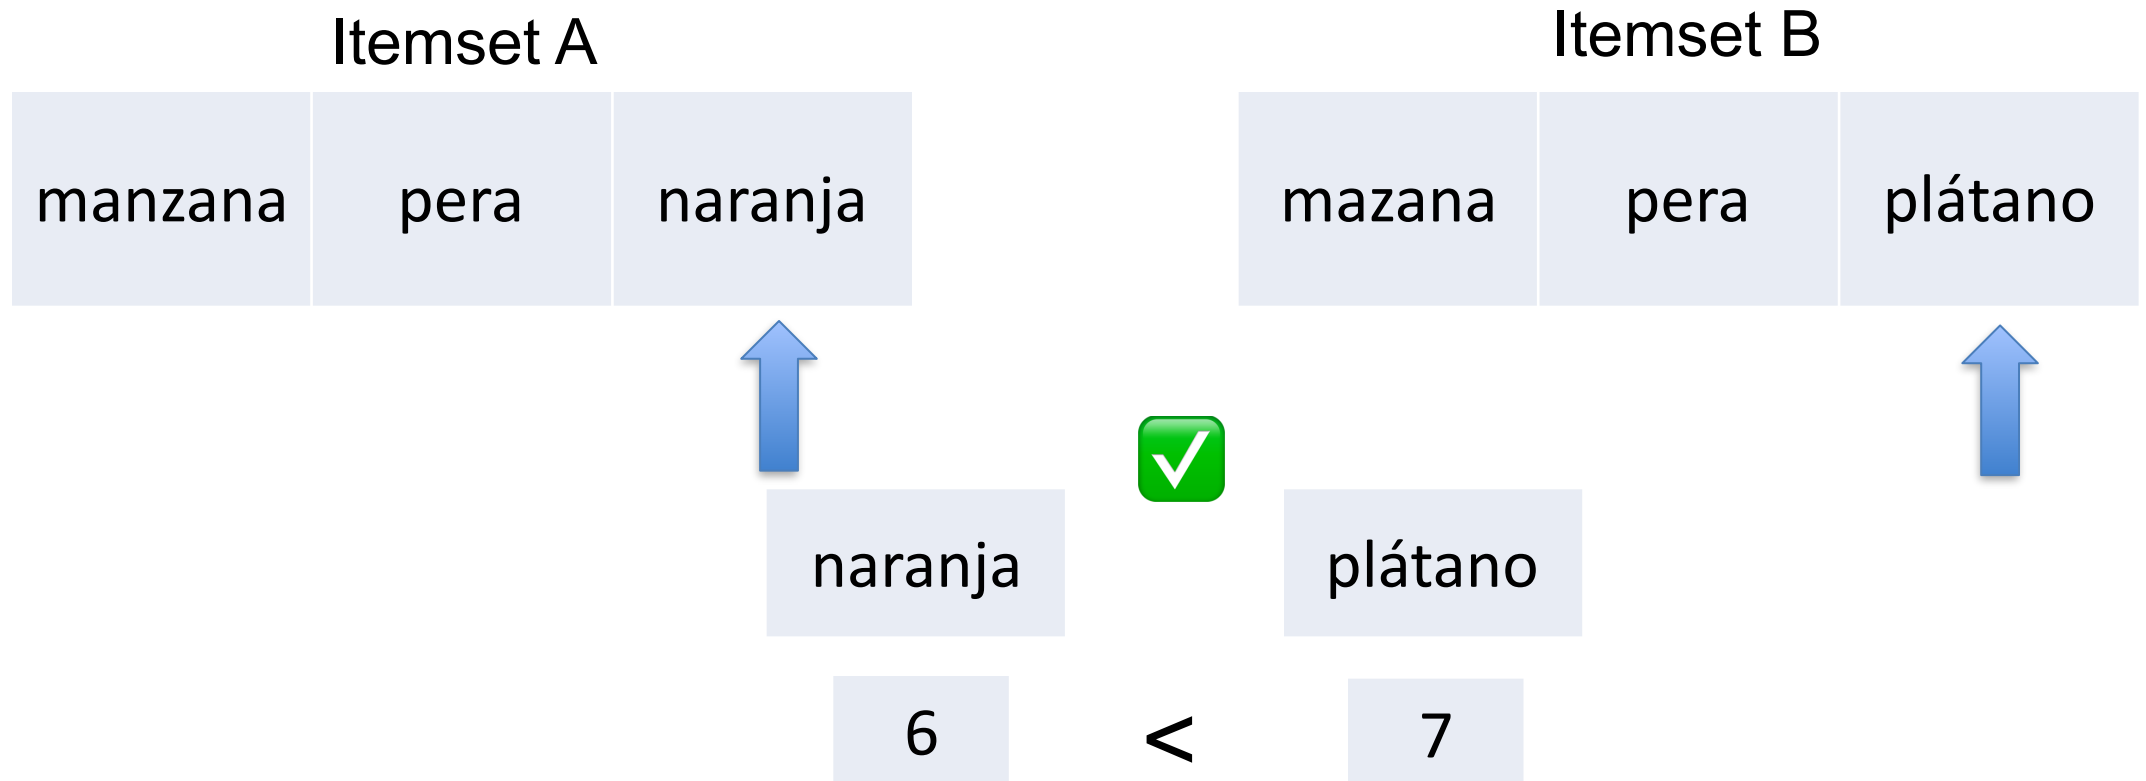 Itemset A
Itemset B
manzana pera naranja
mazana pera plátano
naranja plátano
6 < 7